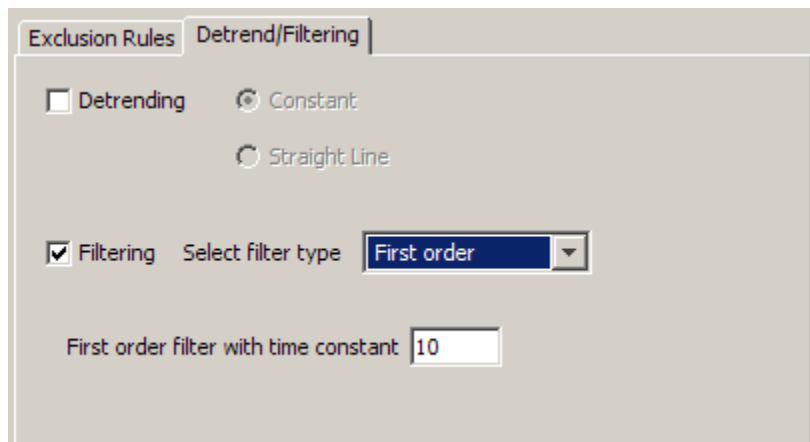 Exclusion Rules Detrend/Filtering
Detrending Constant
Straight Line
Filtering Select filter type First order
First order filter with time constant 10